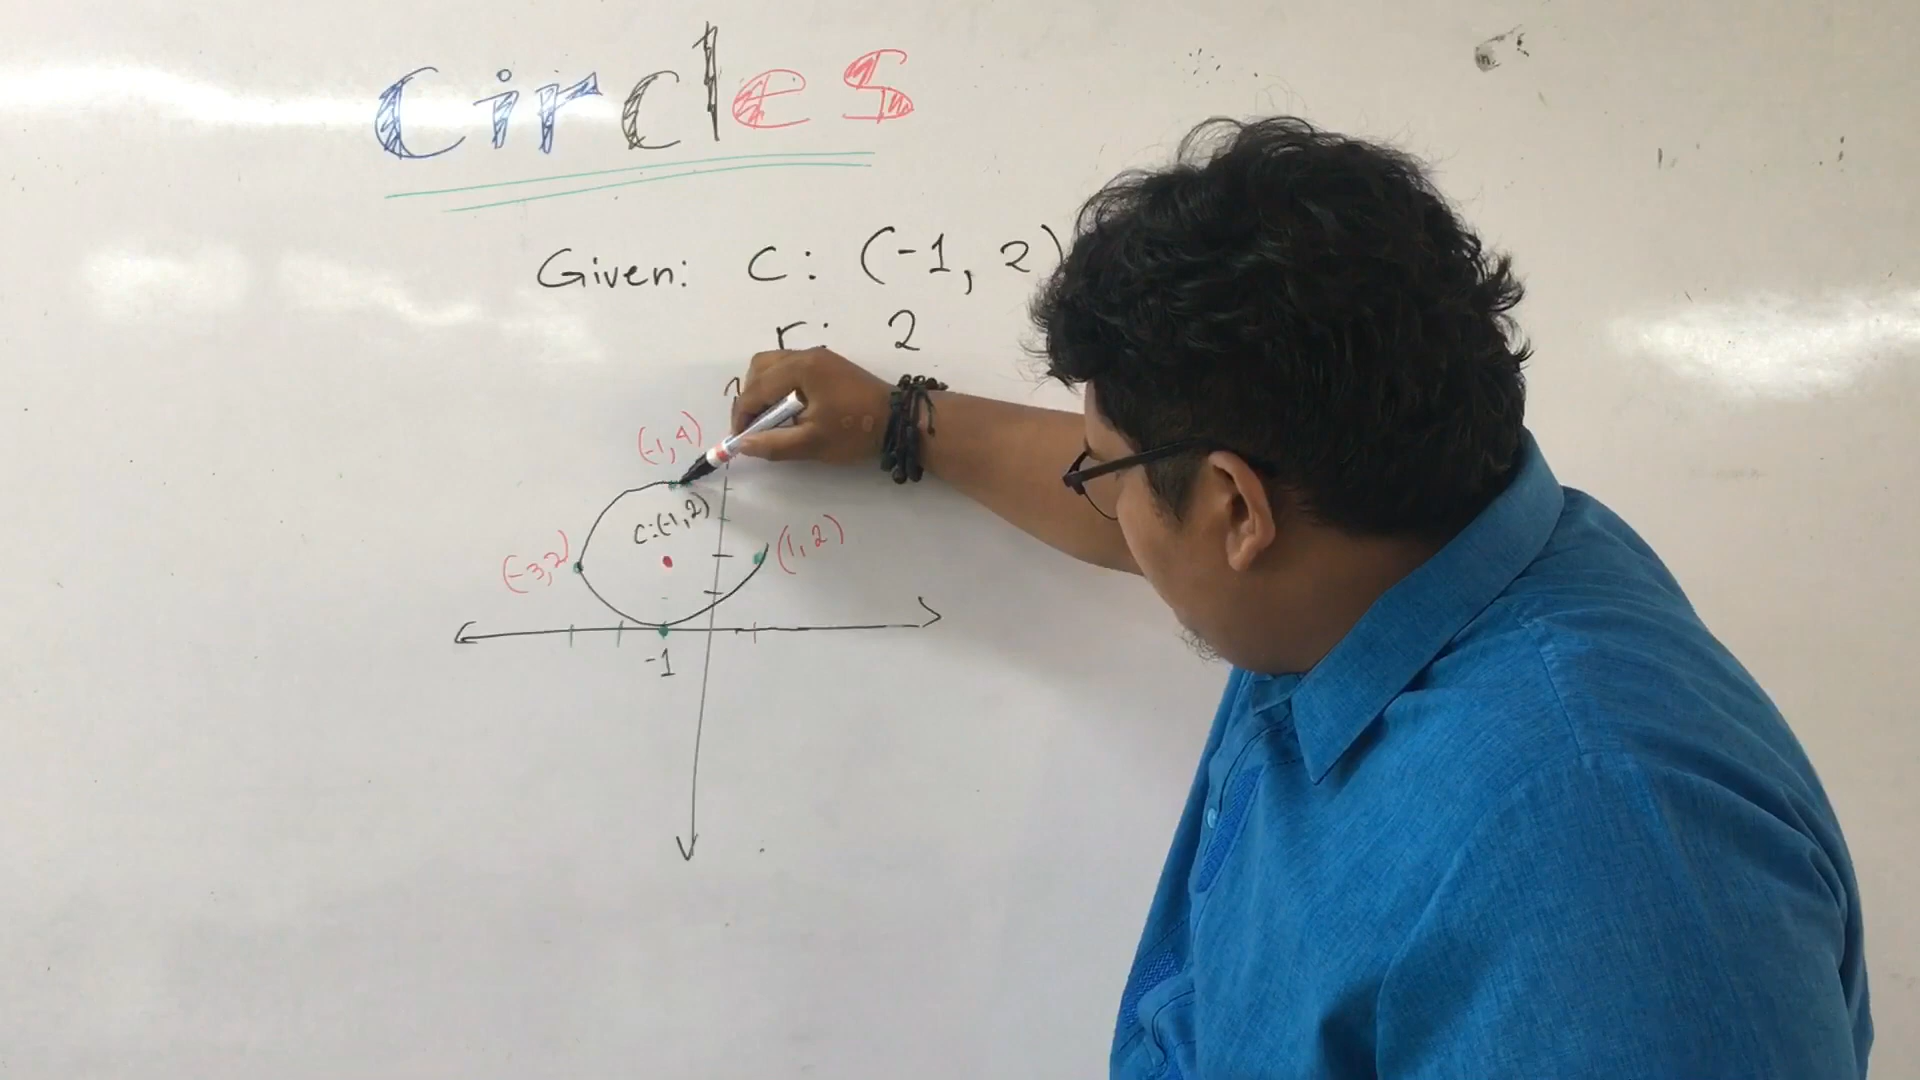 Circles
Given: C: (-1, 2)
r: 2
(-1,4)
C:(-1,2)
(-3,2)
(1,2)
-1